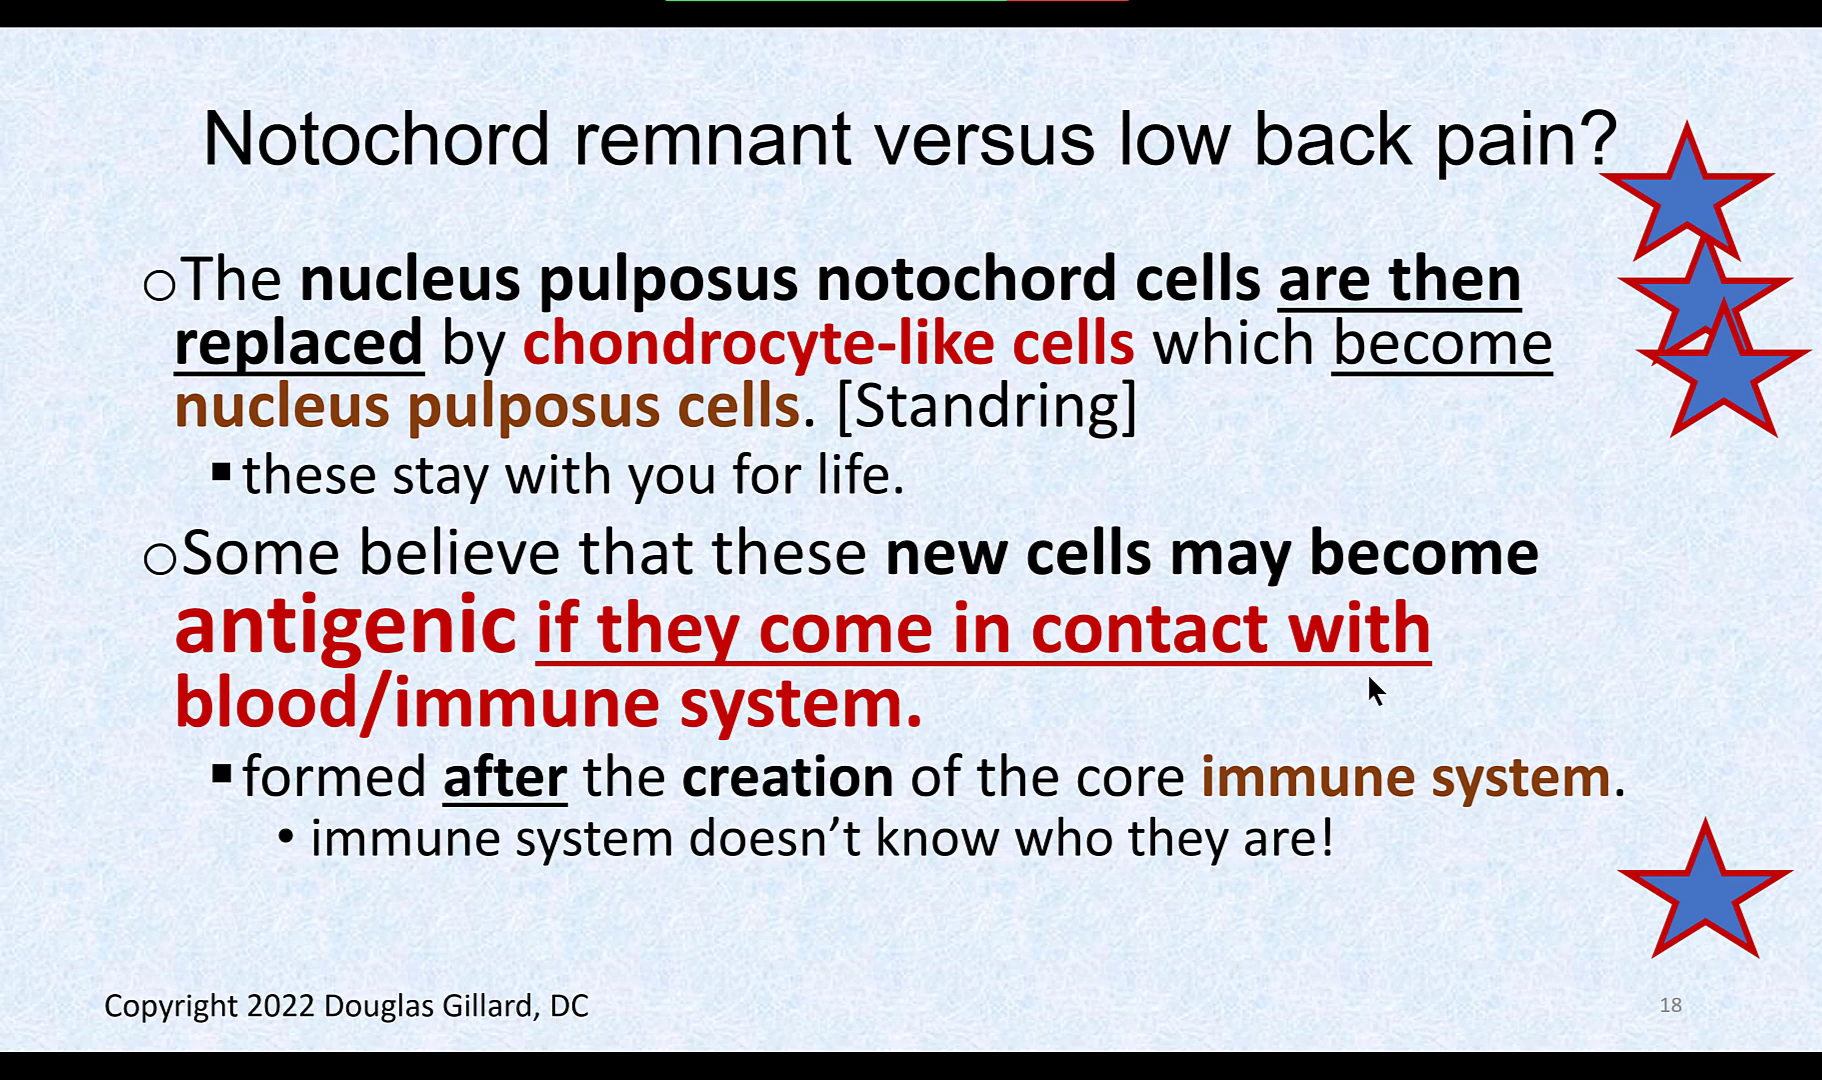 Notochord remnant versus low back pain?
oThe nucleus pulposus notochord cells are then
replaced by chondrocyte-like cells which become
nucleus pulposus cells. [Standring]
▪these stay with you for life.
oSome believe that these new cells may become
antigenic if they come in contact with
blood/immune system.
▪formed after the creation of the core immune system.
• immune system doesn’t know who they are!
Copyright 2022 Douglas Gillard, DC
18